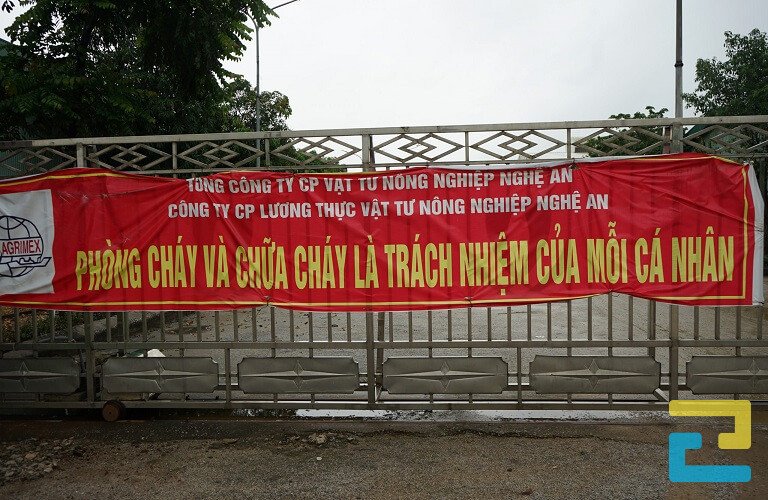 TỔNG CÔNG TY CP VẬT TƯ NÔNG NGHIỆP NGHỆ AN
CÔNG TY CP LƯƠNG THỰC VẬT TƯ NÔNG NGHIỆP NGHỆ AN
AGRIMEX
PHÒNG CHÁY VÀ CHỮA CHÁY LÀ TRÁCH NHIỆM CỦA MỖI CÁ NHÂN